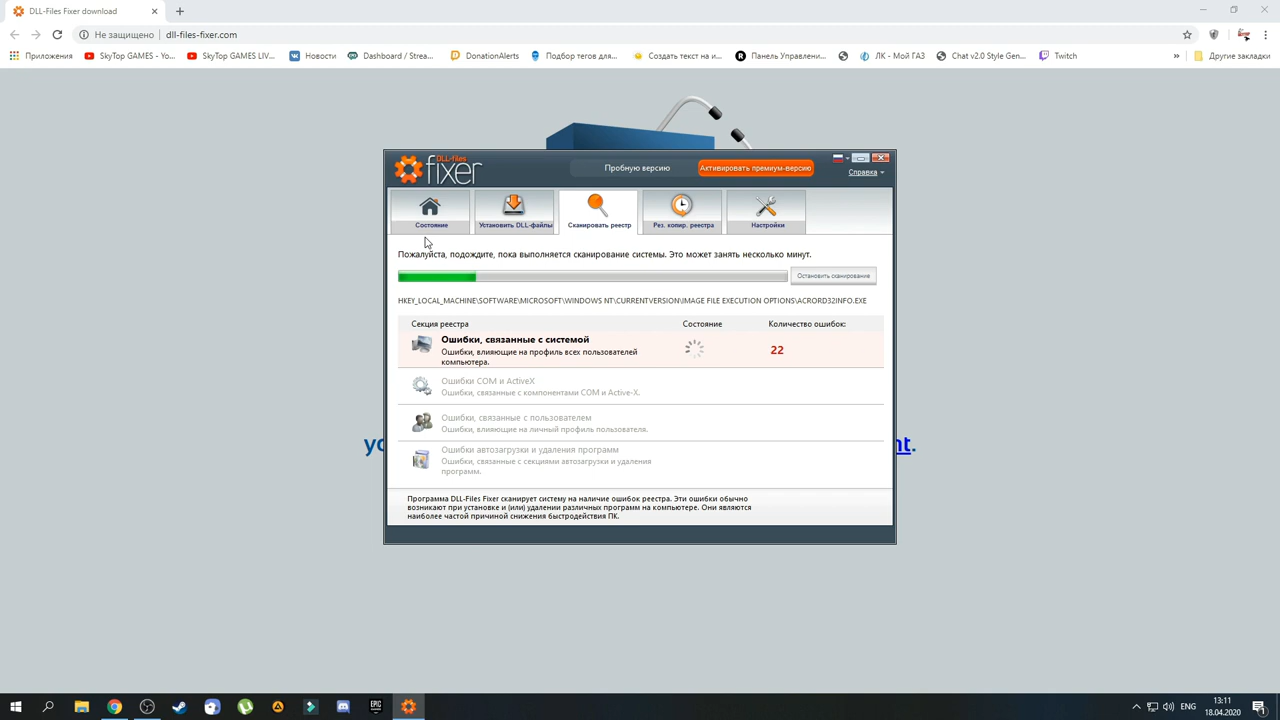 DLL-Files Fixer download
Не защищено
dll-files-fixer.com
Приложения
SkyTop GAMES - Yo...
SkyTop GAMES LIV...
Новости
Dashboard / Strea...
DonationAlerts
Подбор тегов для...
Создать текст на и...
Панель Управлени...
ЛК - Мой ГАЗ
Chat v2.0 Style Gen...
Twitch
»
Другие закладки
DLL-files
fixer
Пробную версию
Активировать премиум-версию
Справка
Состояние
Установить DLL-файлы
Сканировать реестр
Рез. копир. реестра
Настройки
Пожалуйста, подождите, пока выполняется сканирование системы. Это может занять несколько минут.
Остановить сканирование
HKEY_LOCAL_MACHINE\SOFTWARE\MICROSOFT\WINDOWS NT\CURRENTVERSION\IMAGE FILE EXECUTION OPTIONS\ACRORD32INFO.EXE
Секция реестра
Состояние
Количество ошибок:
Ошибки, связанные с системой
Ошибки, влияющие на профиль всех пользователей
компьютера.
22
Ошибки COM и ActiveX
Ошибки, связанные с компонентами COM и Active-X.
Ошибки, связанные с пользователем
Ошибки, влияющие на личный профиль пользователя.
Ошибки автозагрузки и удаления программ
Ошибки, связанные с секциями автозагрузки и удаления
программ.
Программа DLL-Files Fixer сканирует систему на наличие ошибок реестра. Эти ошибки обычно
возникают при установке и (или) удалении различных программ на компьютере. Они являются
наиболее частой причиной снижения быстродействия ПК.
EPIC
ENG
13:11
18.04.2020